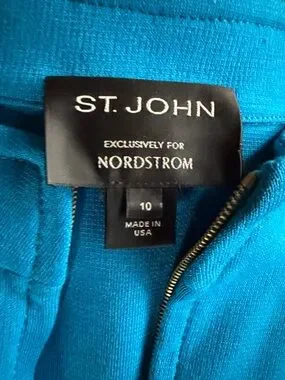 ST. JOHN
EXCLUSIVELY FOR
NORDSTROM
10
MADE IN
USA